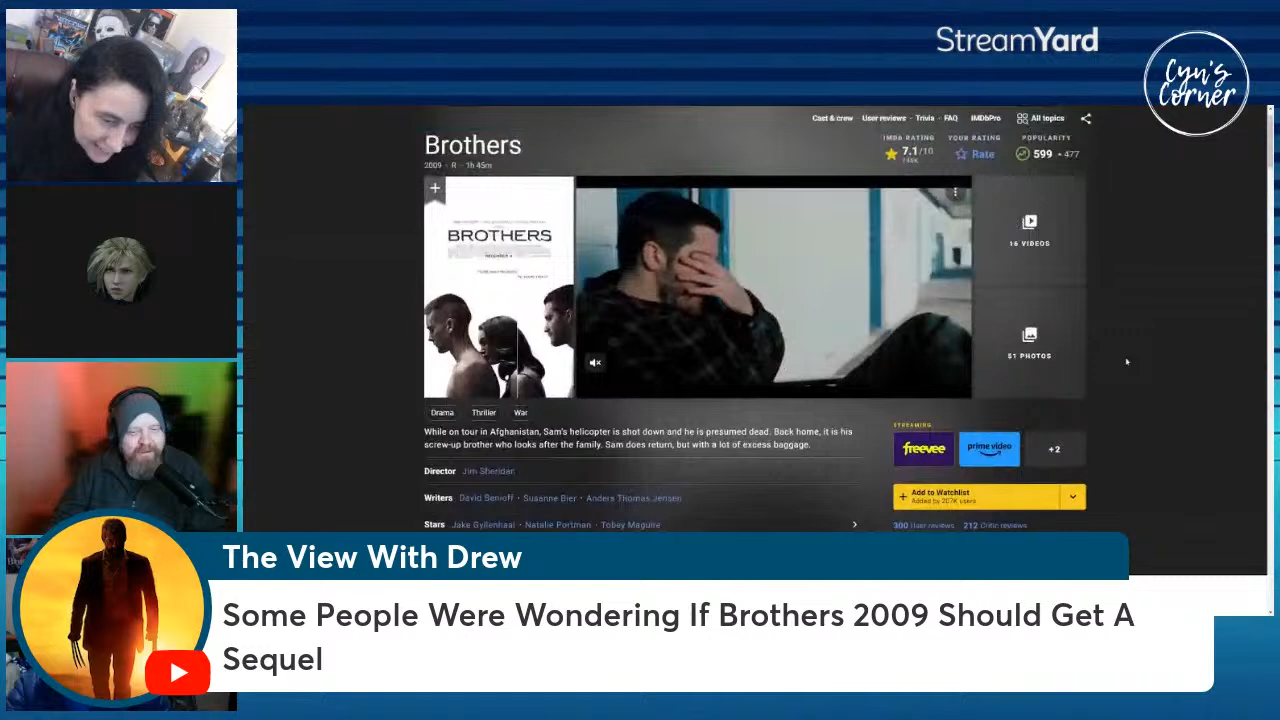 StreamYard
Cyn's
Corner
Cast & crew · User reviews · Trivia · FAQ
IMDbPro
All topics
Brothers
2009 · R · 1h 45m
IMDb RATING
7.1/10
YOUR RATING
Rate
POPULARITY
599
477
BROTHERS
16 VIDEOS
51 PHOTOS
Drama
Thriller
War
While on tour in Afghanistan, Sam's helicopter is shot down and he is presumed dead. Back home, it is his
screw-up brother who looks after the family. Sam does return, but with a lot of excess baggage.
Director Jim Sheridan
Writers David Benioff · Susanne Bier · Anders Thomas Jensen
Stars Jake Gyllenhaal · Natalie Portman · Tobey Maguire
STREAMING
freevee
prime video
+2
Add to Watchlist
Added by 207K users
300 User reviews
212 Critic reviews
The View With Drew
Some People Were Wondering If Brothers 2009 Should Get A
Sequel